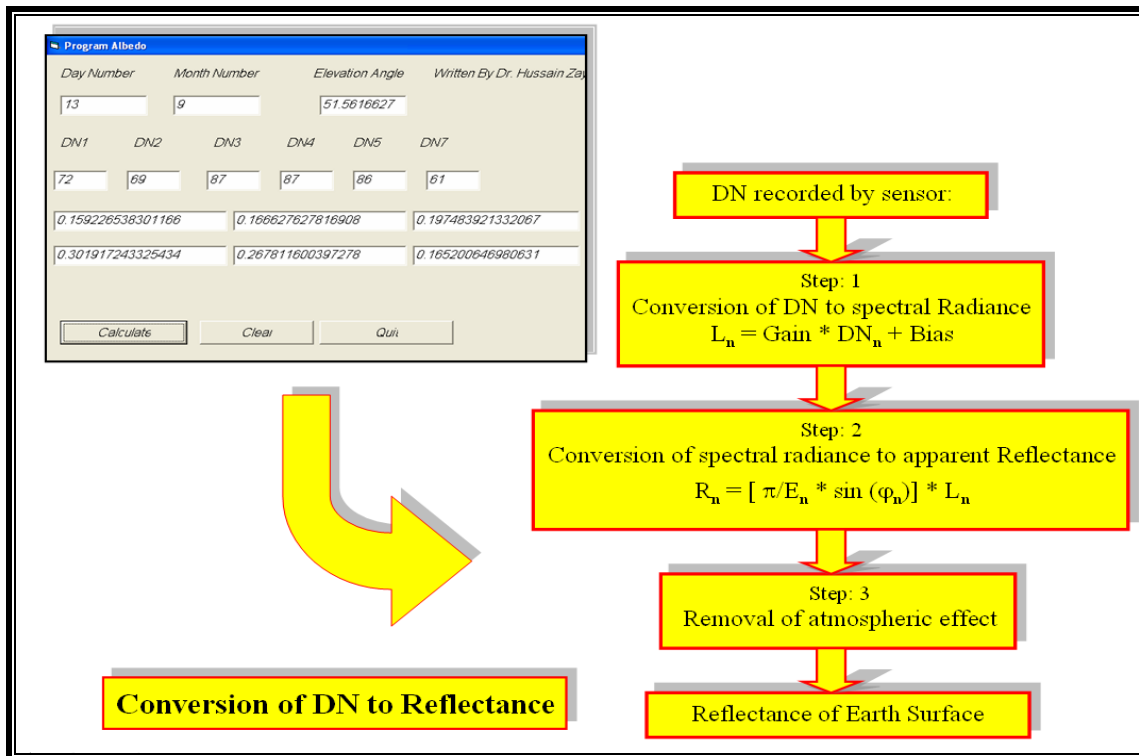 Program Albedo
Day Number Month Number Elevation Angle Written By Dr. Hussain Zay
13 9 51.5616627
DN1 DN2 DN3 DN4 DN5 DN7
72 69 87 87 86 61
0.159226538301166 0.166627627816908 0.197483921332067
0.301917243325434 0.267811600397278 0.165200646980631
Calculate Clear Quit
DN recorded by sensor:
Step: 1
Conversion of DN to spectral Radiance
Lₙ = Gain * DNₙ + Bias
Step: 2
Conversion of spectral radiance to apparent Reflectance
Rₙ = [ π/Eₙ * sin (φₙ)] * Lₙ
Step: 3
Removal of atmospheric effect
Reflectance of Earth Surface
Conversion of DN to Reflectance